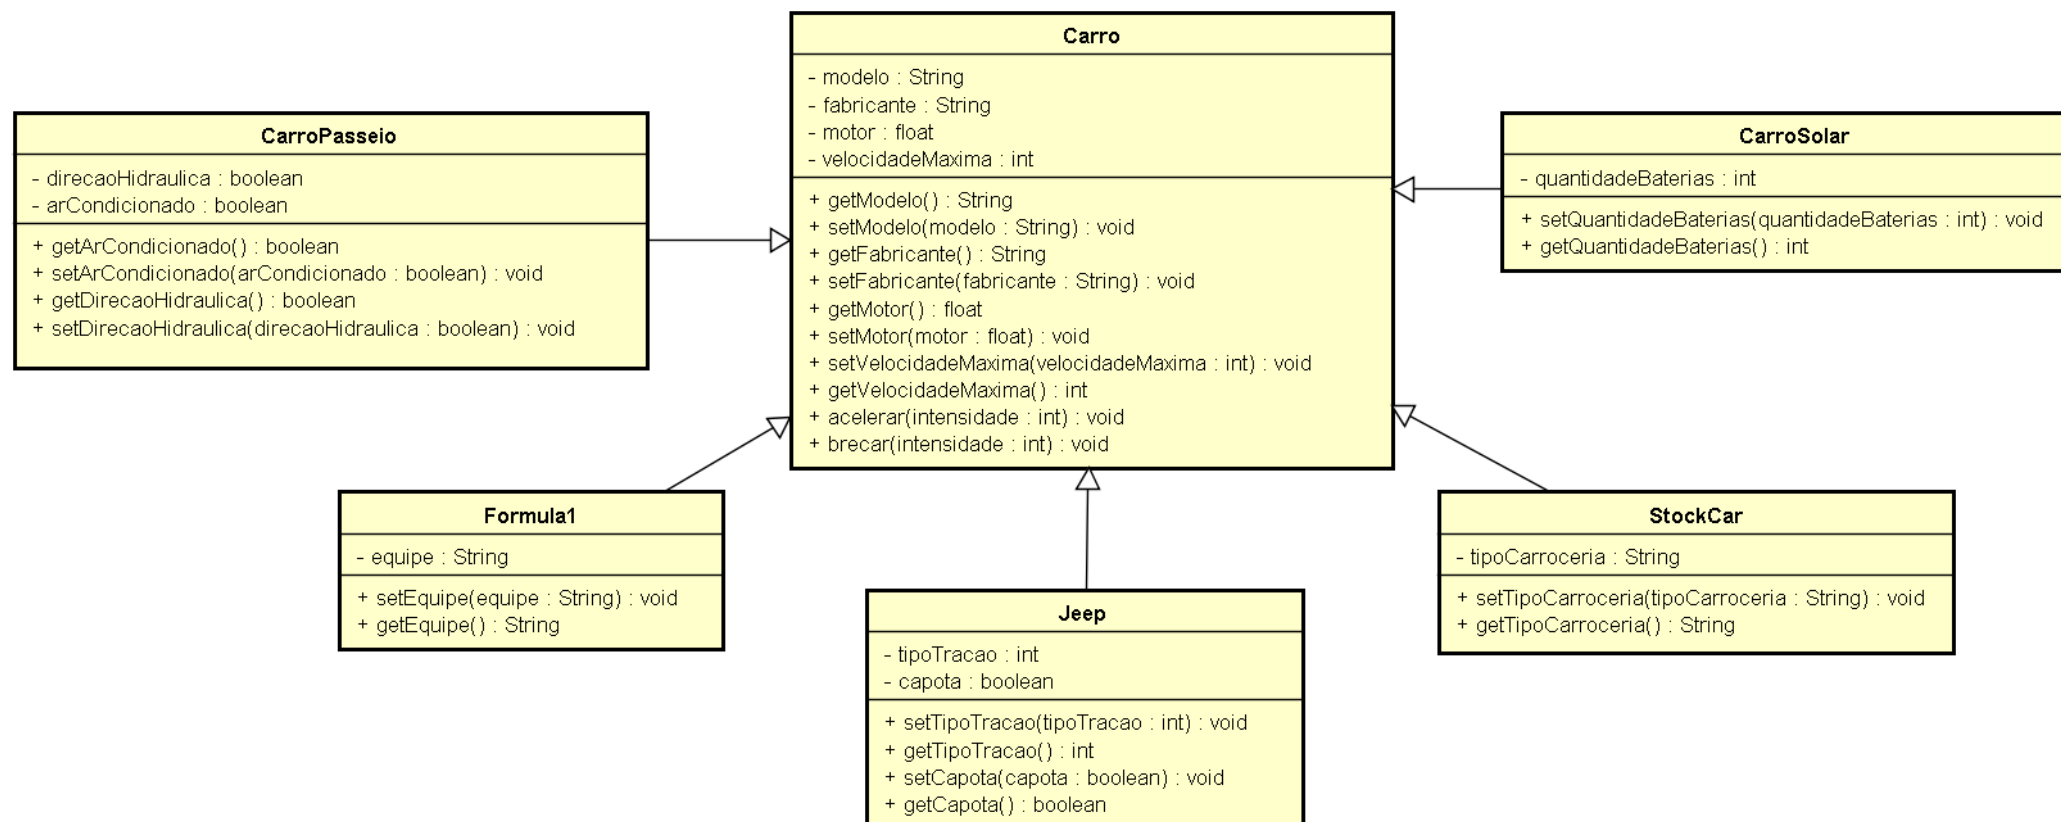 Carro
- modelo : String
- fabricante : String
- motor : float
- velocidadeMaxima : int
+ getModelo() : String
+ setModelo(modelo : String) : void
+ getFabricante() : String
+ setFabricante(fabricante : String) : void
+ getMotor() : float
+ setMotor(motor : float) : void
+ setVelocidadeMaxima(velocidadeMaxima : int) : void
+ getVelocidadeMaxima() : int
+ acelerar(intensidade : int) : void
+ brecar(intensidade : int) : void
CarroPasseio
- direcaoHidraulica : boolean
- arCondicionado : boolean
+ getArCondicionado() : boolean
+ setArCondicionado(arCondicionado : boolean) : void
+ getDirecaoHidraulica() : boolean
+ setDirecaoHidraulica(direcaoHidraulica : boolean) : void
CarroSolar
- quantidadeBaterias : int
+ setQuantidadeBaterias(quantidadeBaterias : int) : void
+ getQuantidadeBaterias() : int
Formula1
- equipe : String
+ setEquipe(equipe : String) : void
+ getEquipe() : String
Jeep
- tipoTracao : int
- capota : boolean
+ setTipoTracao(tipoTracao : int) : void
+ getTipoTracao() : int
+ setCapota(capota : boolean) : void
+ getCapota() : boolean
StockCar
- tipoCarroceria : String
+ setTipoCarroceria(tipoCarroceria : String) : void
+ getTipoCarroceria() : String